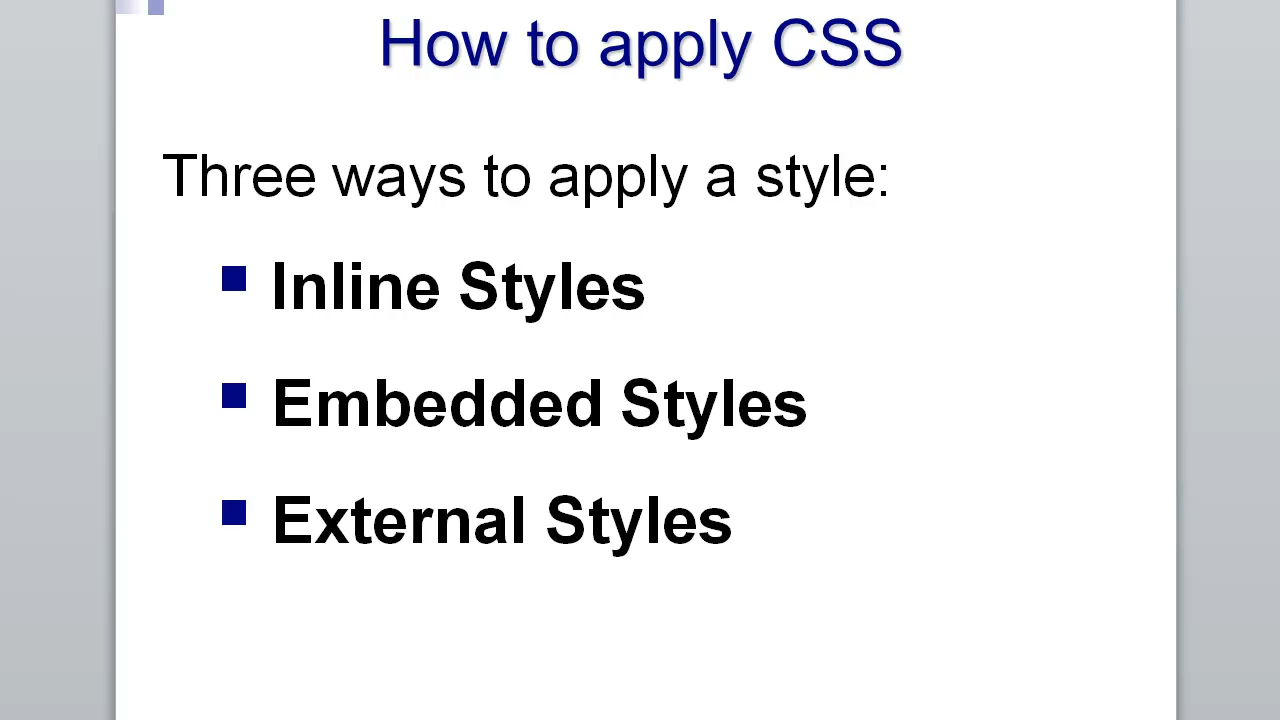 How to apply CSS
Three ways to apply a style:
Inline Styles
Embedded Styles
External Styles